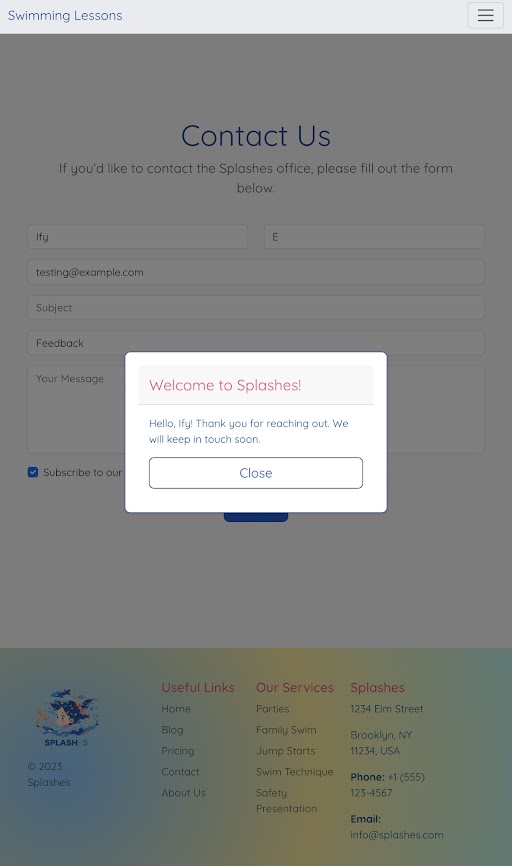 Swimming Lessons
Contact Us
If you'd like to contact the Splashes office, please fill out the form
below.
Ify
E
testing@example.com
Subject
Feedback
Your Message
Welcome to Splashes!
Hello, Ify! Thank you for reaching out. We
will keep in touch soon.
Close
Subscribe to our
SPLASHES
© 2023
Splashes
Useful Links
Home
Blog
Pricing
Contact
About Us
Our Services
Parties
Family Swim
Jump Starts
Swim Technique
Safety
Presentation
Splashes
1234 Elm Street
Brooklyn, NY
11234, USA
Phone: +1 (555)
123-4567
Email:
info@splashes.com